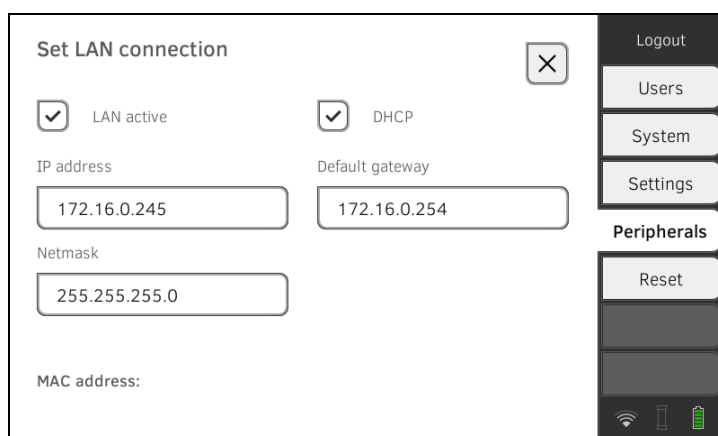 Set LAN connection
LAN active
DHCP
IP address
Default gateway
172.16.0.245
172.16.0.254
Netmask
255.255.255.0
MAC address:
Logout
Users
System
Settings
Peripherals
Reset